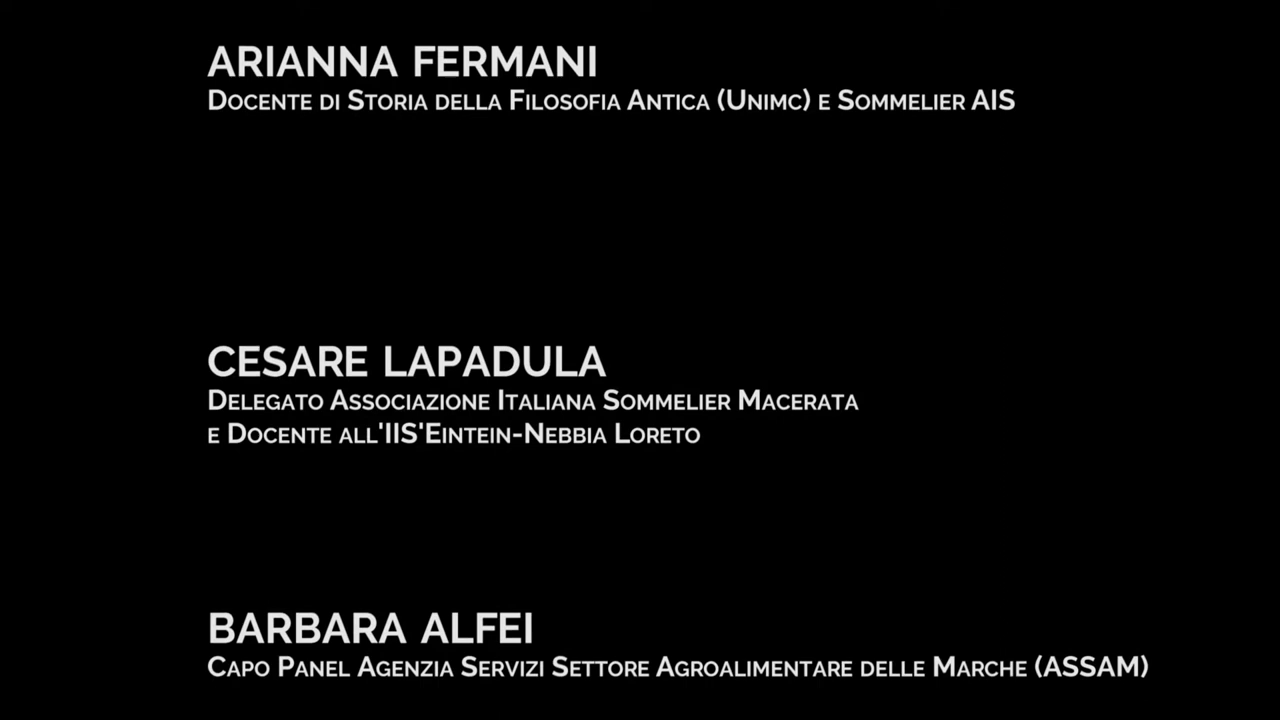 ARIANNA FERMANI
Docente di Storia della Filosofia Antica (Unimc) e Sommelier AIS
CESARE LAPADULA
Delegato Associazione Italiana Sommelier Macerata
e Docente all'IIS'Eintein-Nebbia Loreto
BARBARA ALFEI
Capo Panel Agenzia Servizi Settore Agroalimentare delle Marche (ASSAM)